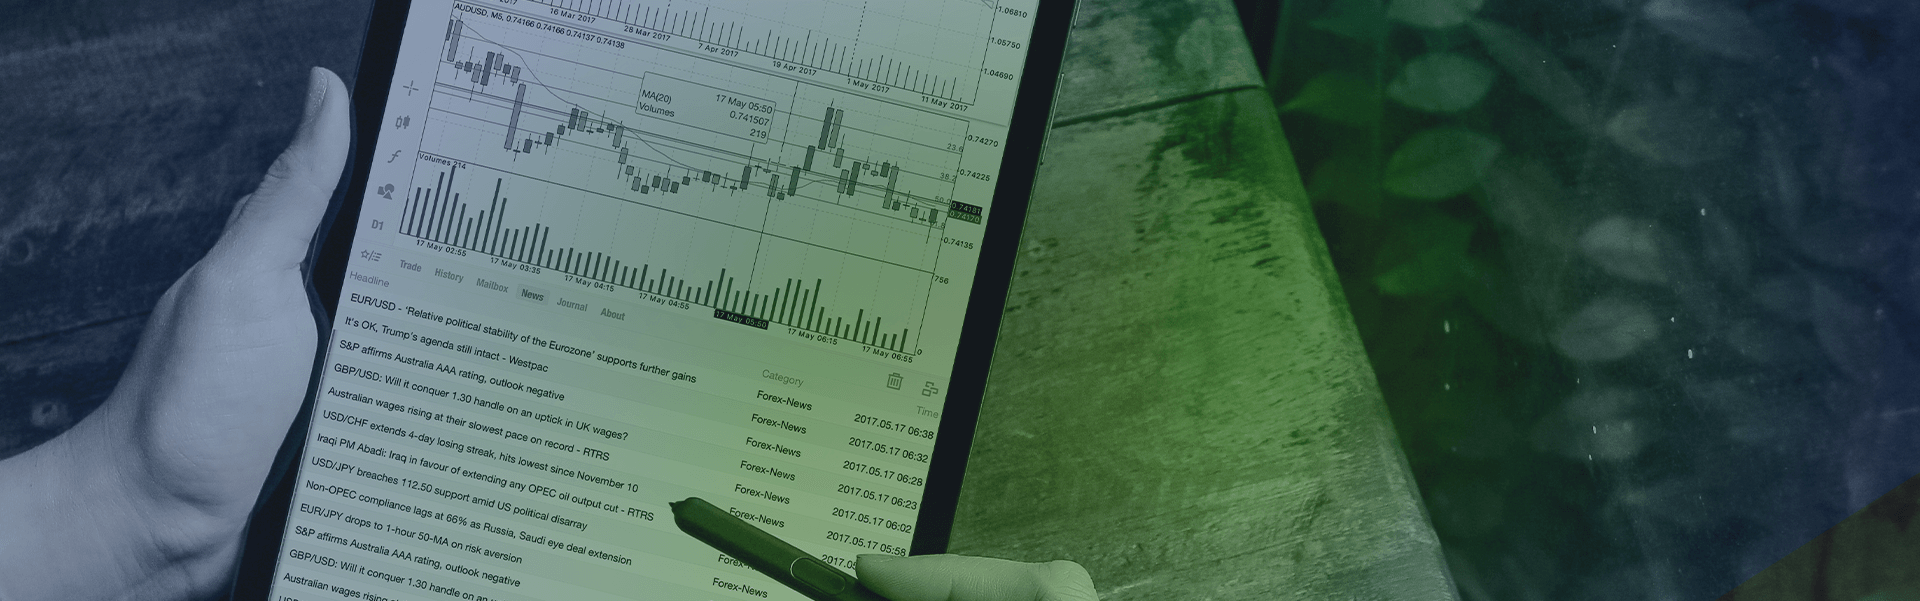 16 Mar 2017
28 Mar 2017
7 Apr 2017
19 Apr 2017
1 May 2017
11 May 2017
1.06810
1.05750
1.04690
AUDUSD, M5, 0.74166 0.74166 0.74137 0.74138
MA(20)
Volumes
17 May 05:50
0.741507
219
23.6
38.2
50.0
0.74270
0.74225
0.74181
0.74170
0.74135
Volumes 214
756
0
17 May 02:55
17 May 03:35
17 May 04:15
17 May 04:55
17 May 05:50
17 May 06:15
17 May 06:55
D1
Trade History Mailbox News Journal About
Headline Category Time
EUR/USD - 'Relative political stability of the Eurozone' supports further gains Forex-News 2017.05.17 06:38
It's OK, Trump's agenda still intact - Westpac Forex-News 2017.05.17 06:32
S&P affirms Australia AAA rating, outlook negative Forex-News 2017.05.17 06:28
GBP/USD: Will it conquer 1.30 handle on an uptick in UK wages? Forex-News 2017.05.17 06:23
Australian wages rising at their slowest pace on record - RTRS Forex-News 2017.05.17 06:02
USD/CHF extends 4-day losing streak, hits lowest since November 10 Forex-News 2017.05.17 05:58
Iraqi PM Abadi: Iraq in favour of extending any OPEC oil output cut - RTRS
USD/JPY breaches 112.50 support amid US political disarray
Non-OPEC compliance lags at 66% as Russia, Saudi eye deal extension
EUR/JPY drops to 1-hour 50-MA on risk aversion
S&P affirms Australia AAA rating, outlook negative Forex-News
GBP/USD: Will it conquer 1.30 handle on an
Australian wages rising